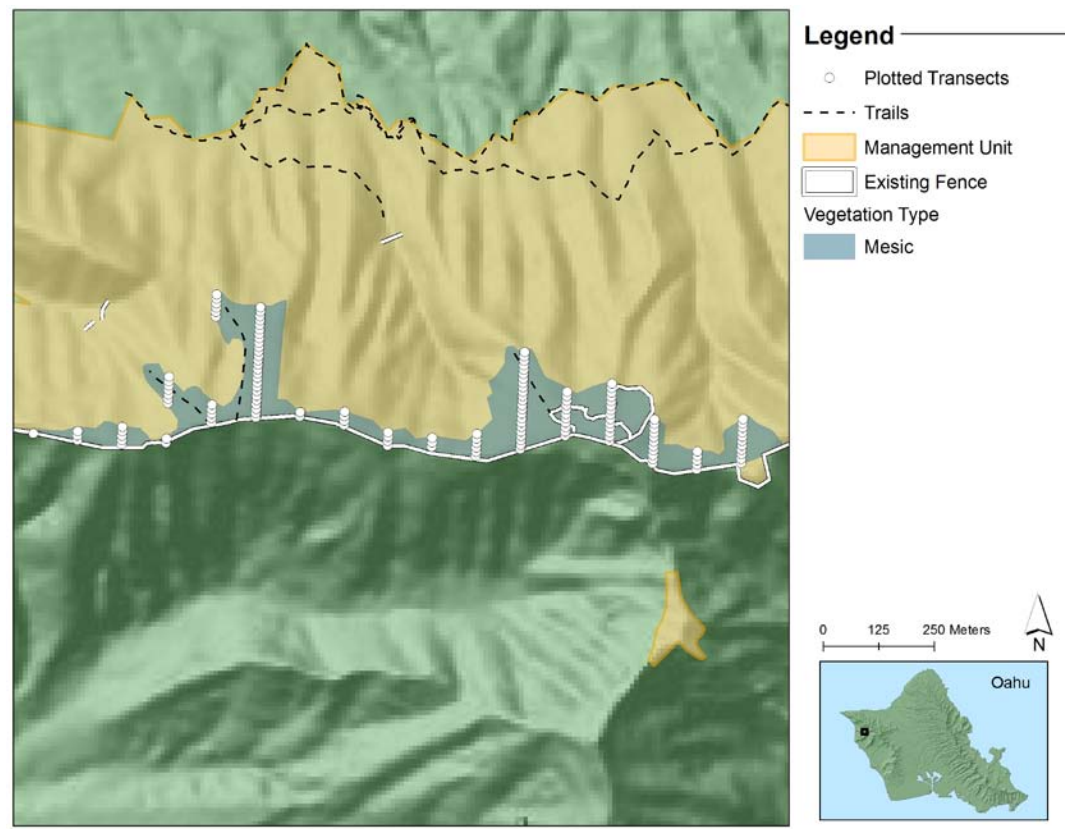 Legend
Plotted Transects
Trails
Management Unit
Existing Fence
Vegetation Type
Mesic
0 125 250 Meters
N
Oahu